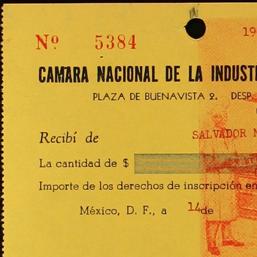 Nº 5384 19
CAMARA NACIONAL DE LA INDUST
PLAZA DE BUENAVISTA 2. DESP.
Recibí de
SALVADOR
La cantidad de $
Importe de los derechos de inscripción en
México, D. F., a 14 de